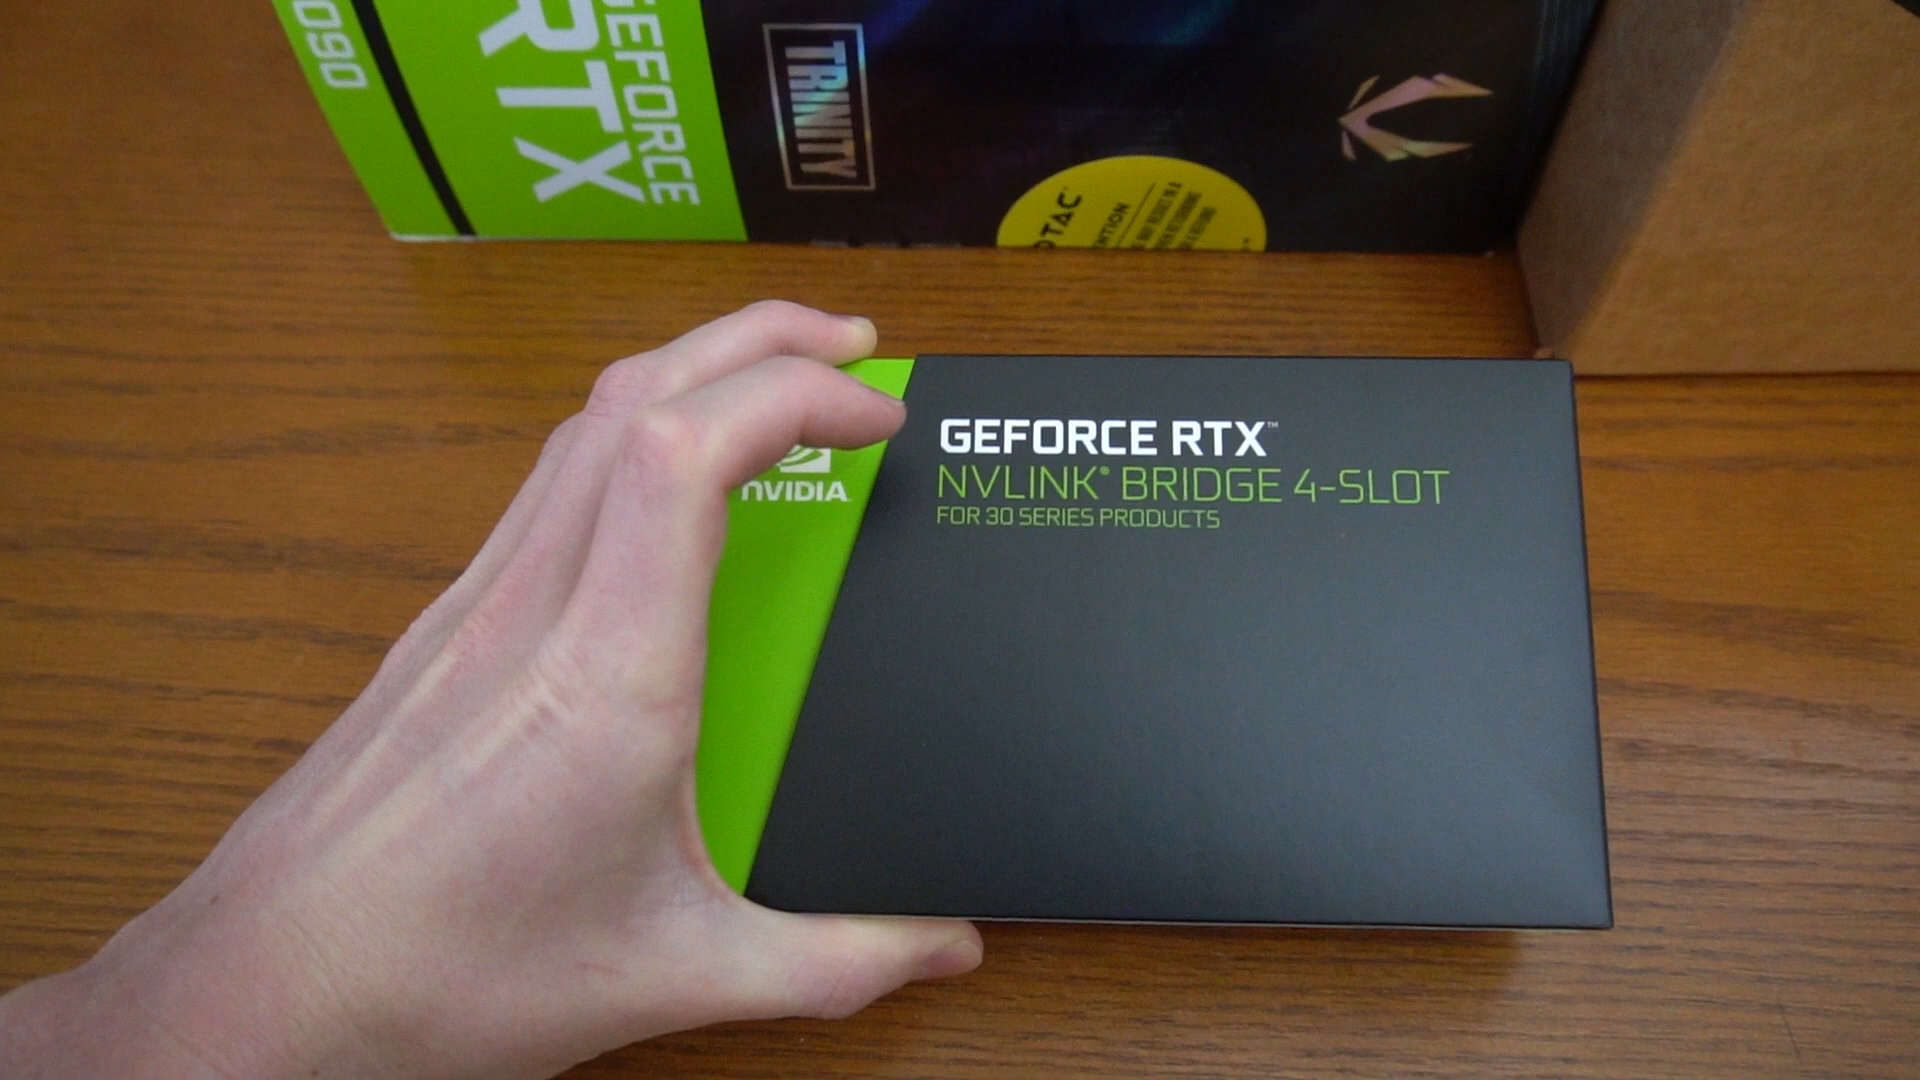 090
GEFORCE
RTX
TRINITY
GEFORCE RTX™
NVLINK® BRIDGE 4-SLOT
FOR 30 SERIES PRODUCTS
NVIDIA